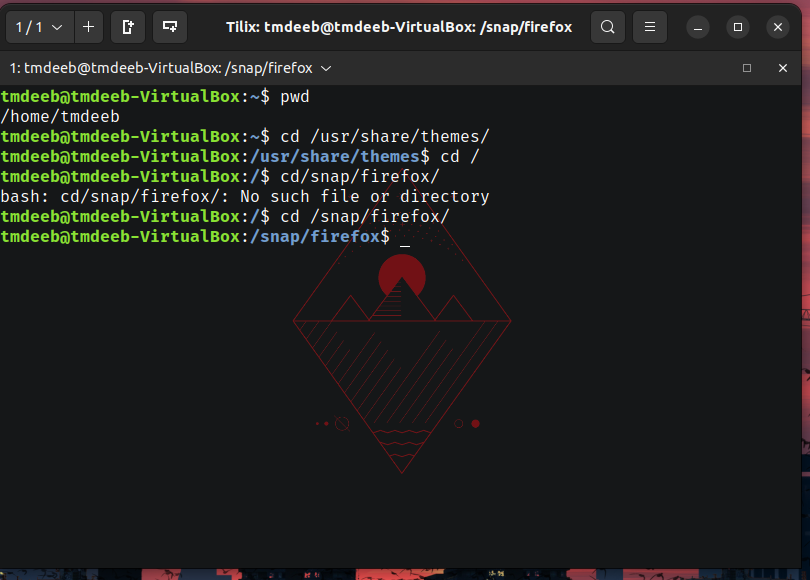 1 / 1
Tilix: tmdeeb@tmdeeb-VirtualBox: /snap/firefox
1: tmdeeb@tmdeeb-VirtualBox: /snap/firefox
tmdeeb@tmdeeb-VirtualBox:~$ pwd
/home/tmdeeb
tmdeeb@tmdeeb-VirtualBox:~$ cd /usr/share/themes/
tmdeeb@tmdeeb-VirtualBox:/usr/share/themes$ cd /
tmdeeb@tmdeeb-VirtualBox:/$ cd/snap/firefox/
bash: cd/snap/firefox/: No such file or directory
tmdeeb@tmdeeb-VirtualBox:/$ cd /snap/firefox/
tmdeeb@tmdeeb-VirtualBox:/snap/firefox$ _